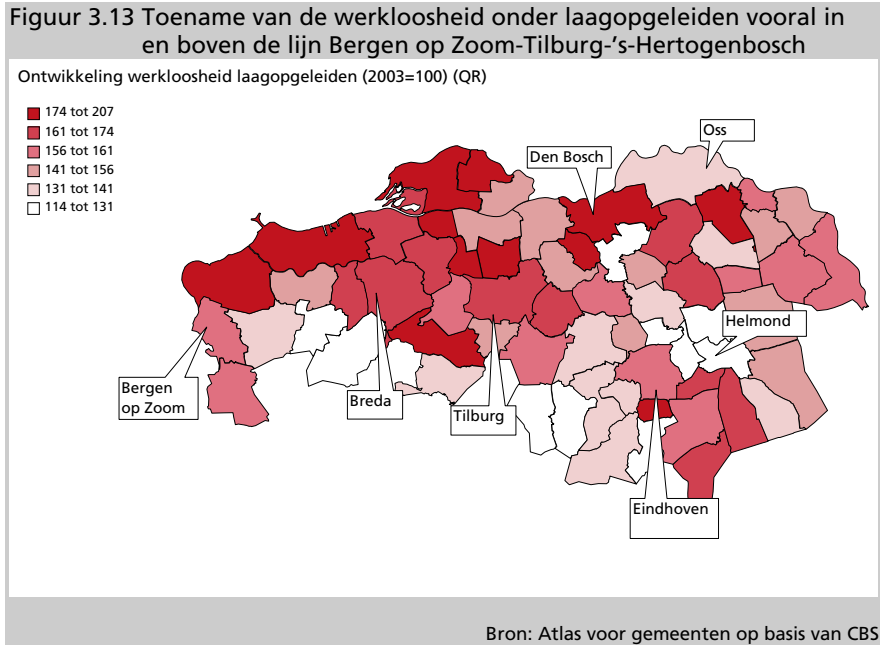 Figuur 3.13 Toename van de werkloosheid onder laagopgeleiden vooral in
en boven de lijn Bergen op Zoom-Tilburg-'s-Hertogenbosch
Ontwikkeling werkloosheid laagopgeleiden (2003=100) (QR)
174 tot 207
161 tot 174
156 tot 161
141 tot 156
131 tot 141
114 tot 131
Oss
Den Bosch
Helmond
Bergen
op Zoom
Breda
Tilburg
Eindhoven
Bron: Atlas voor gemeenten op basis van CBS